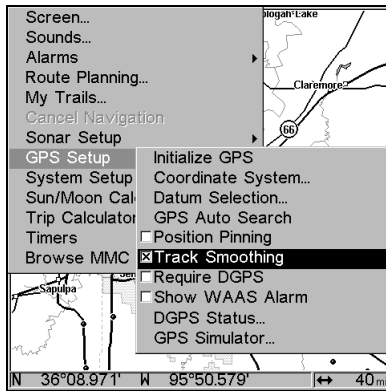 Screen...
Sounds...
Alarms
Route Planning...
My Trails...
Cancel Navigation
Sonar Setup
GPS Setup
System Setup
Sun/Moon Cal
Trip Calculator
Timers
Browse MMC
Initialize GPS
Coordinate System...
Datum Selection...
GPS Auto Search
Position Pinning
Track Smoothing
Require DGPS
Show WAAS Alarm
DGPS Status...
GPS Simulator...
Lake
Claremore
66
Sapulpa
N 36°08.971' W 95°50.579' ↔ 40m